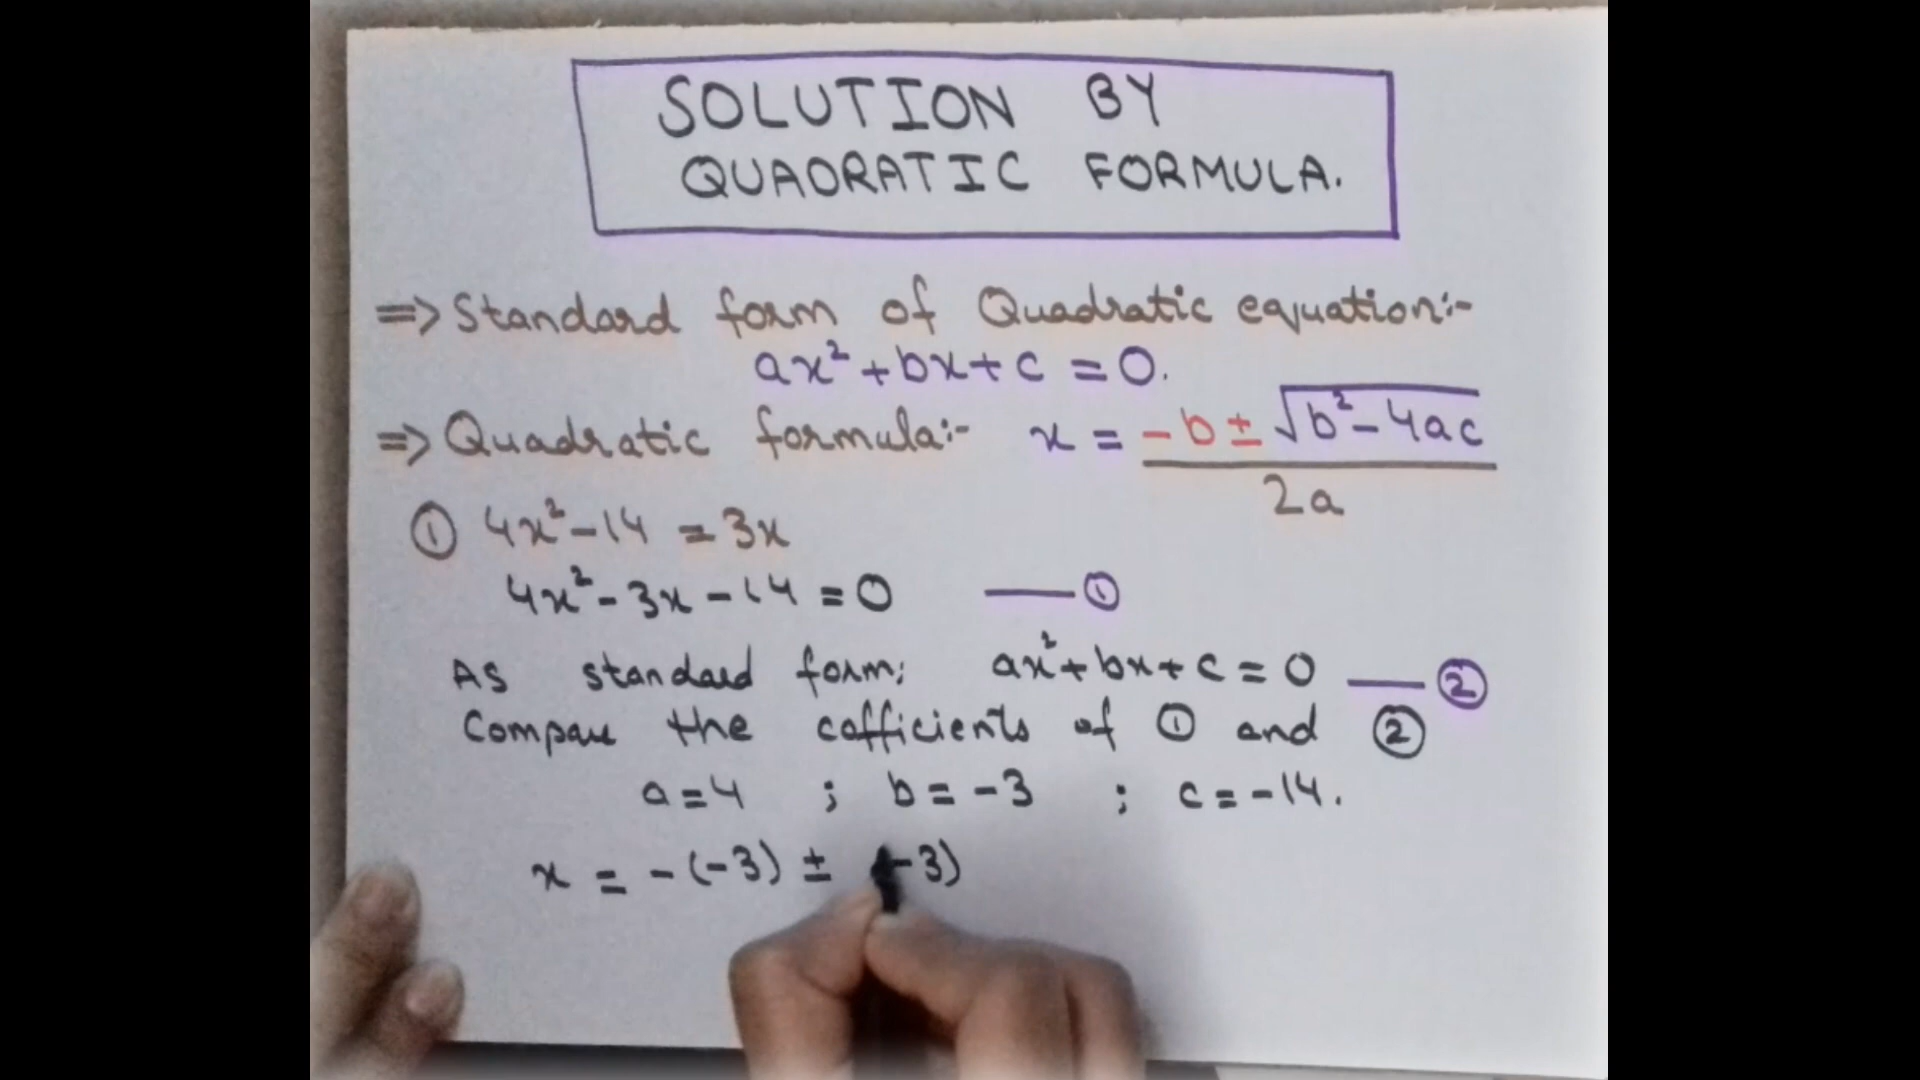 SOLUTION BY
QUADRATIC FORMULA.
=> Standard form of Quadratic equation:-
ax² + bx + c = 0.
=> Quadratic formula:- x = -b ± √b² - 4ac / 2a
① 4x² - 14 = 3x
4x² - 3x - 14 = 0 —— ①
As standard form; ax² + bx + c = 0 —— ②
Compare the cofficients of ① and ②
a = 4 ; b = -3 ; c = -14.
x = -(-3) ± (-3)